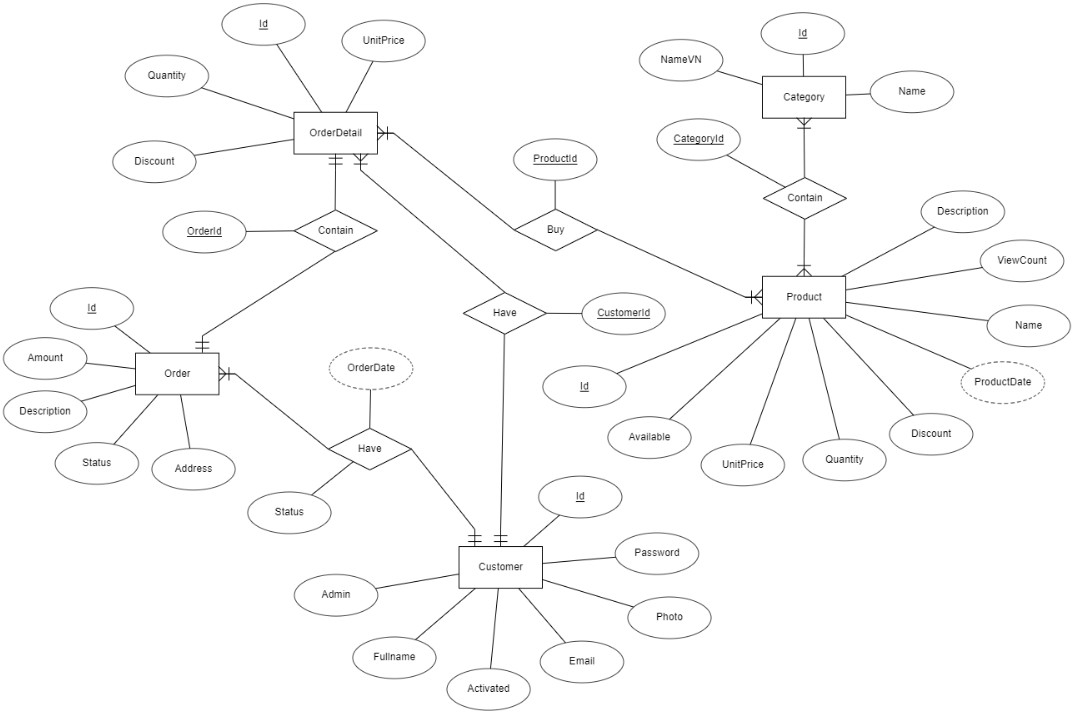 Id
UnitPrice
Quantity
OrderDetail
Discount
OrderId
Contain
ProductId
Buy
Id
NameVN
Category
Name
CategoryId
Contain
Description
ViewCount
Product
Name
ProductDate
Id
Available
UnitPrice
Quantity
Discount
Have
CustomerId
Id
Amount
Order
Description
Status
Address
OrderDate
Have
Status
Id
Password
Customer
Admin
Photo
Fullname
Email
Activated